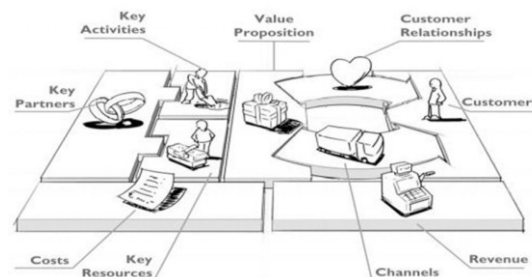 Key
Activities
Value
Proposition
Customer
Relationships
Key
Partners
Customer
Costs
Key
Resources
Channels
Revenue